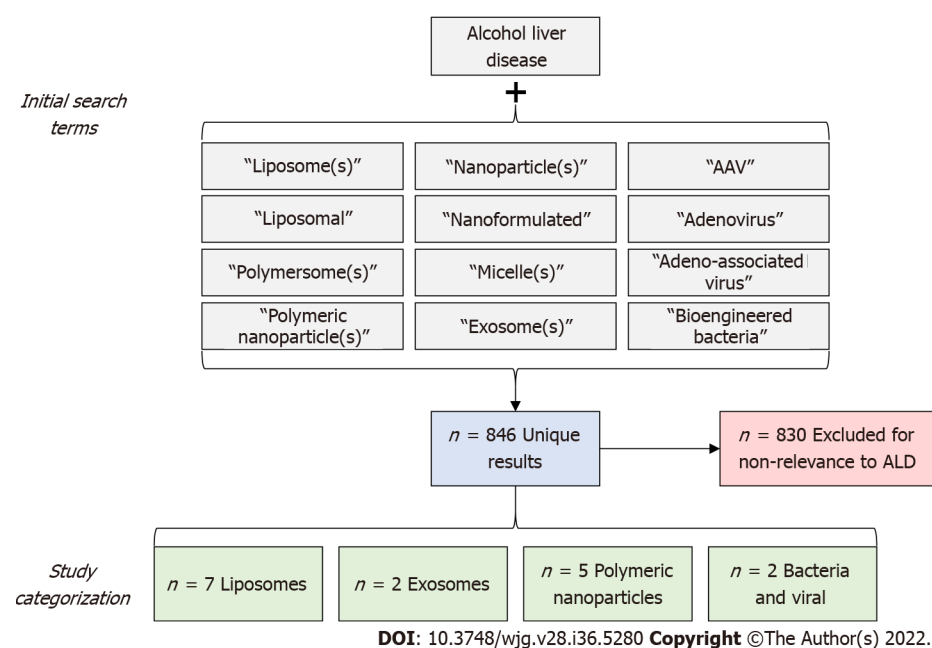 Alcohol liver
disease
+
Initial search
terms
“Liposome(s)”
“Nanoparticle(s)”
“AAV”
“Liposomal”
“Nanoformulated”
“Adenovirus”
“Polymersome(s)”
“Micelle(s)”
“Adeno-associated
virus”
“Polymeric
nanoparticle(s)”
“Exosome(s)”
“Bioengineered
bacteria”
n = 846 Unique
results
n = 830 Excluded for
non-relevance to ALD
Study
categorization
n = 7 Liposomes
n = 2 Exosomes
n = 5 Polymeric
nanoparticles
n = 2 Bacteria
and viral
DOI: 10.3748/wjg.v28.i36.5280 Copyright ©The Author(s) 2022.